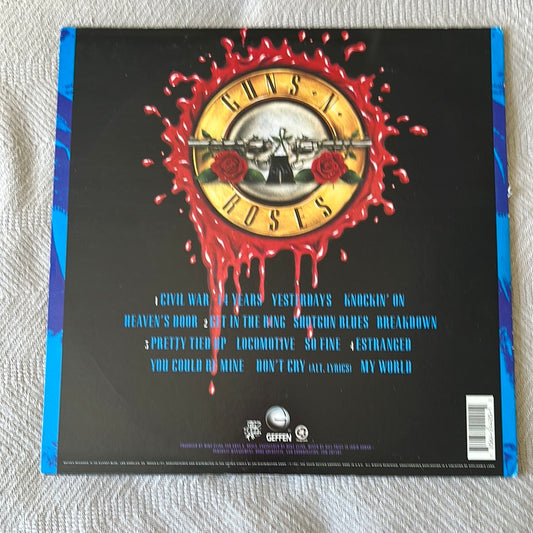 GUNS · N ·
ROSES
1 CIVIL WAR 14 YEARS YESTERDAYS KNOCKIN' ON
HEAVEN'S DOOR 2 GET IN THE RING SHOTGUN BLUES BREAKDOWN
3 PRETTY TIED UP LOCOMOTIVE SO FINE 4 ESTRANGED
YOU COULD BE MINE DON'T CRY (ALT. LYRICS) MY WORLD
GEFFEN